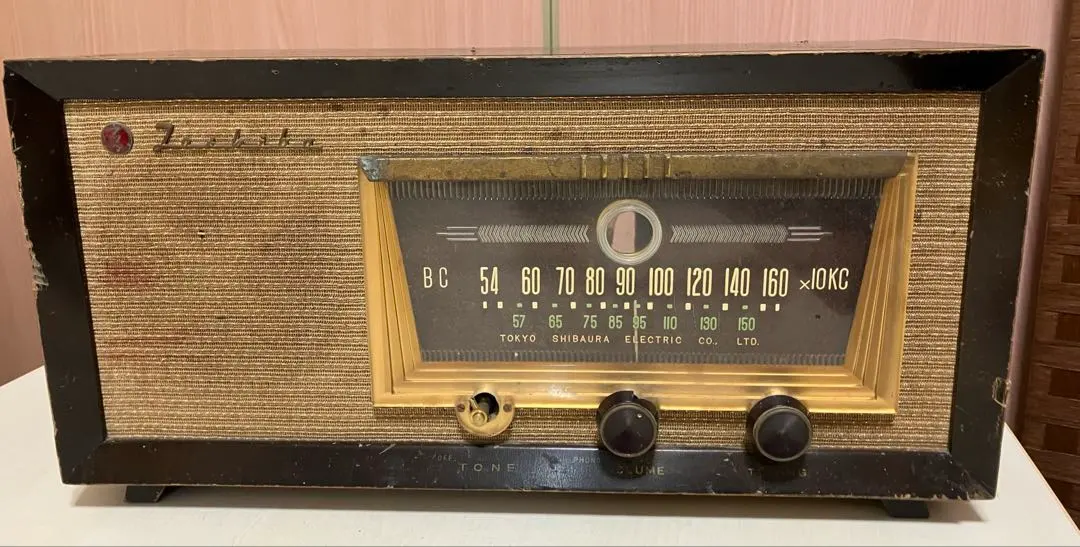 Toshiba
BC 54 60 70 80 90 100 120 140 160 ×10KC
57 65 75 85 95 110 130 150
TOKYO SHIBAURA ELECTRIC CO., LTD.
OFF PHONO
TONE